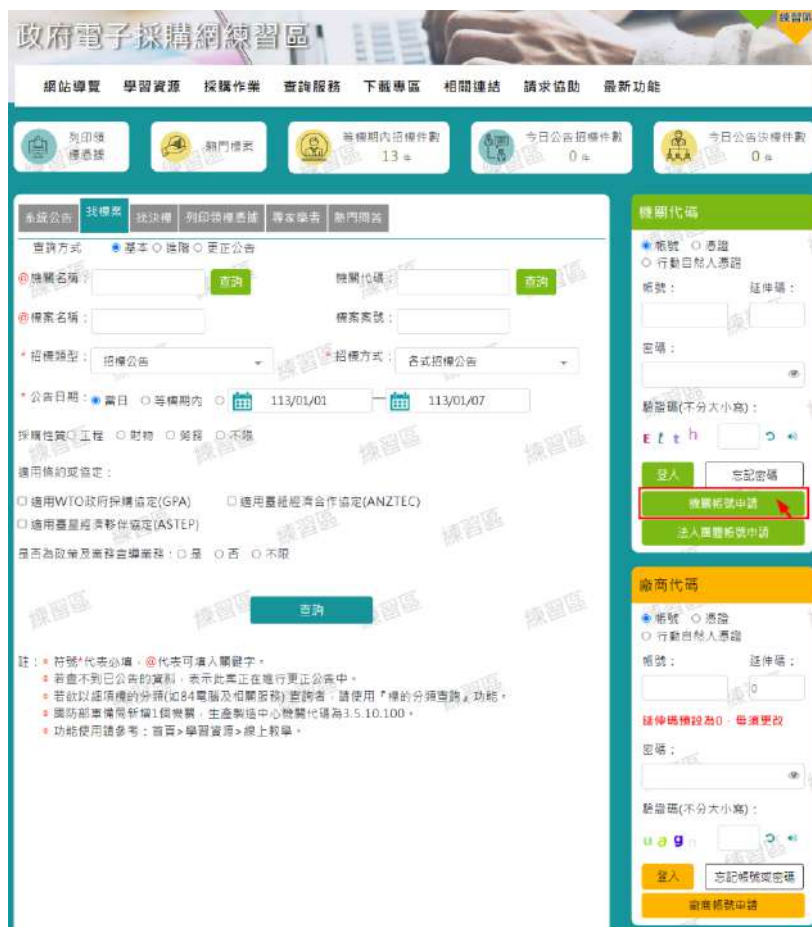 政府電子採購網練習區
練習區
網站導覽 學習資源 採購作業 查詢服務 下載專區 相關連結 請求協助 最新功能
列印領標憑據
熱門標案
等標期內招標件數
13 件
今日公告招標件數
0 件
今日公告決標件數
0 件
系統公告 找標案 找決標 列印領標憑據 專家學者 熱門問答
查詢方式 基本 進階 更正公告
@機關名稱: 查詢 機關代碼: 查詢
@標案名稱: 標案案號:
*招標類型: 招標公告 *招標方式: 各式招標公告
*公告日期: 當日 等標期內 113/01/01 — 113/01/07
採購性質 工程 財物 勞務 不限
適用條約或協定:
適用WTO政府採購協定(GPA) 適用臺紐經濟合作協定(ANZTEC)
適用臺星經濟夥伴協定(ASTEP)
是否為政策及業務宣導業務: 是 否 不限
查詢
註:符號*代表必填,@代表可填入關鍵字。
若查不到已公告的資料,表示此案正在進行更正公告中。
若欲以細項標的分類(如84電腦及相關服務)查詢者,請使用『標的分類查詢』功能。
國防部軍備局新增1個機關,生產製造中心機關代碼為3.5.10.100。
功能使用請參考:首頁>學習資源>線上教學。
機關代碼
帳號 憑證
行動自然人憑證
帳號: 延伸碼:
密碼:
驗證碼(不分大小寫):
E t t h
登入 忘記密碼
機關帳號申請
法人團體帳號申請
廠商代碼
帳號 憑證
行動自然人憑證
帳號: 延伸碼:
0
延伸碼預設為0,毋須更改
密碼:
驗證碼(不分大小寫):
u a g n
登入 忘記帳號或密碼
廠商帳號申請